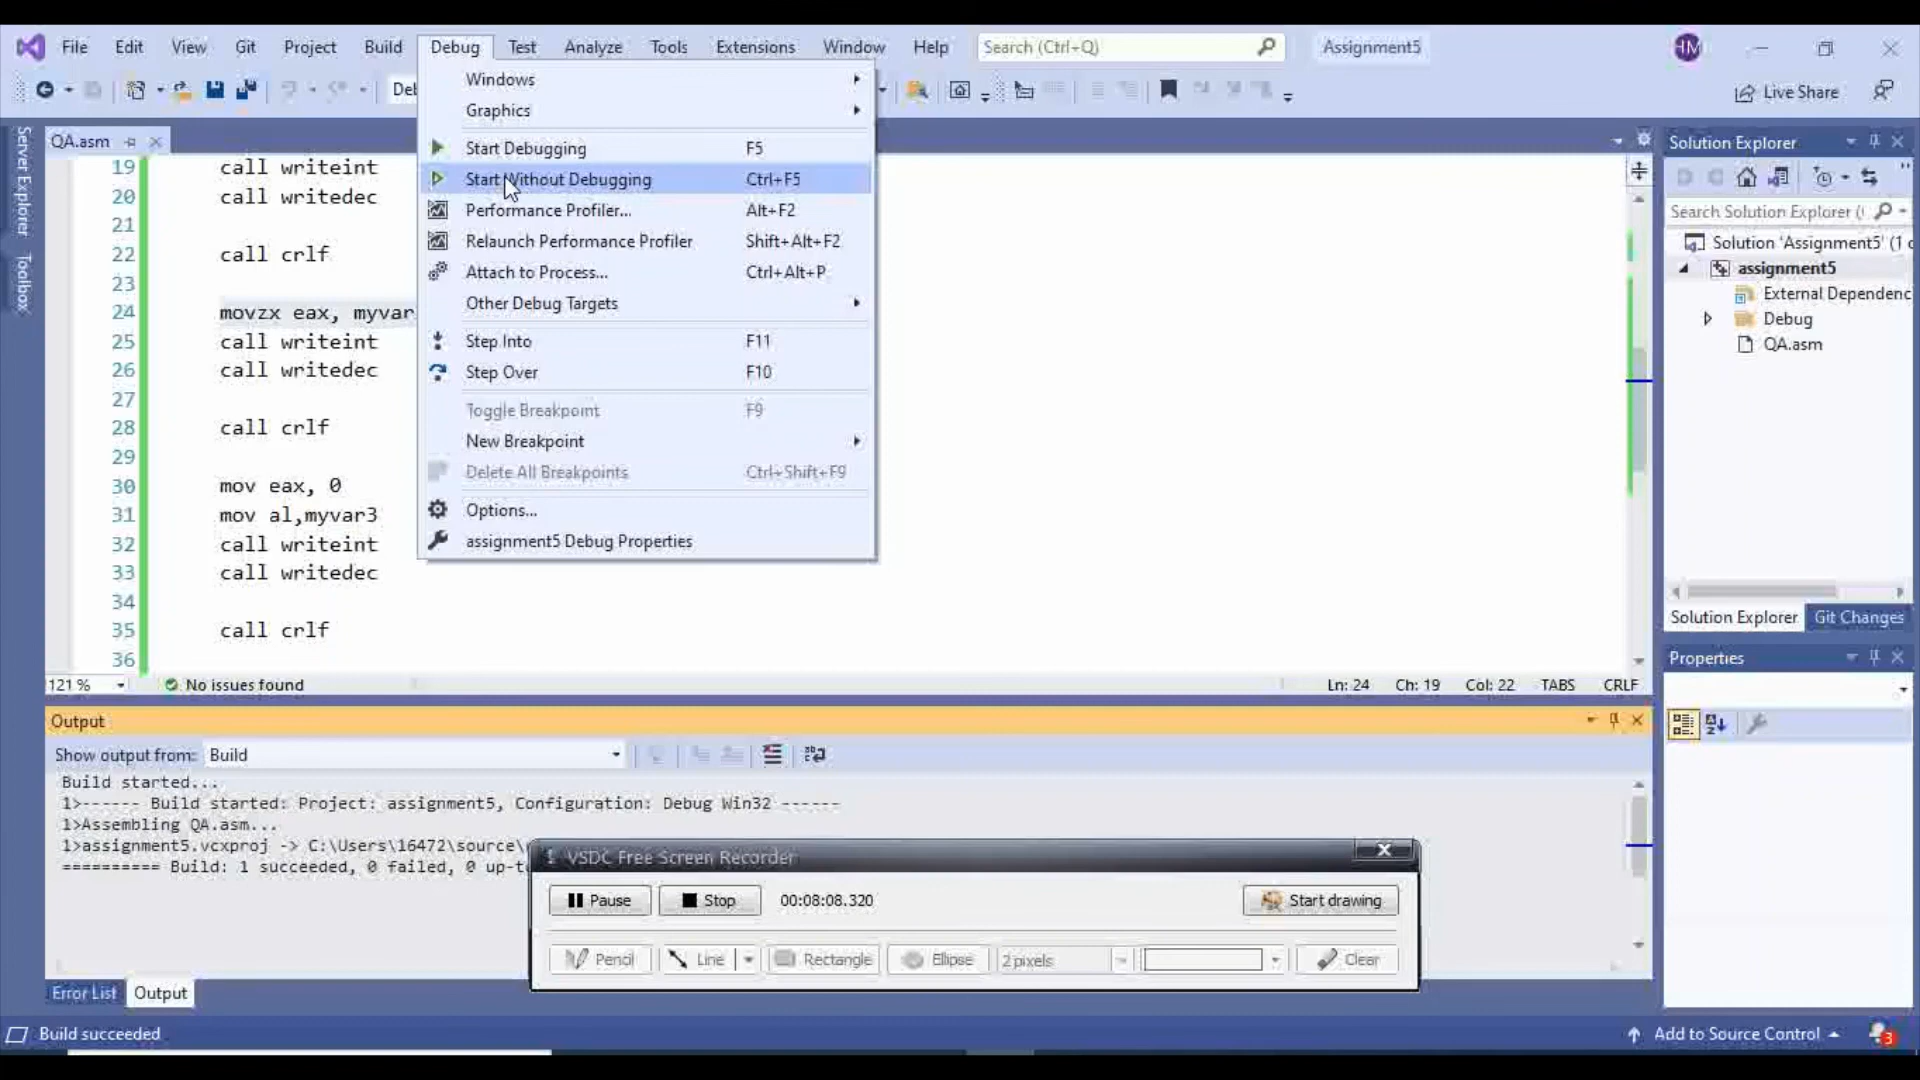 File Edit View Git Project Build Debug Test Analyze Tools Extensions Window Help Search (Ctrl+Q) Assignment5 HM
Live Share
Windows
Graphics
Start Debugging F5
Start Without Debugging Ctrl+F5
Performance Profiler... Alt+F2
Relaunch Performance Profiler Shift+Alt+F2
Attach to Process... Ctrl+Alt+P
Other Debug Targets
Step Into F11
Step Over F10
Toggle Breakpoint F9
New Breakpoint
Delete All Breakpoints Ctrl+Shift+F9
Options...
assignment5 Debug Properties
Server Explorer
Toolbox
QA.asm
19 call writeint
20 call writedec
21
22 call crlf
23
24 movzx eax, myvar
25 call writeint
26 call writedec
27
28 call crlf
29
30 mov eax, 0
31 mov al,myvar3
32 call writeint
33 call writedec
34
35 call crlf
36
121 % No issues found Ln: 24 Ch: 19 Col: 22 TABS CRLF
Solution Explorer
Search Solution Explorer (
Solution 'Assignment5' (1
assignment5
External Dependenc
Debug
QA.asm
Solution Explorer Git Changes
Properties
Output
Show output from: Build
Build started...
1>------ Build started: Project: assignment5, Configuration: Debug Win32 ------
1>Assembling QA.asm...
1>assignment5.vcxproj -> C:\Users\16472\source\
========== Build: 1 succeeded, 0 failed, 0 up-t
VSDC Free Screen Recorder
Pause Stop 00:08:08.320 Start drawing
Pencil Line Rectangle Ellipse 2 pixels Clear
Error List Output
Build succeeded Add to Source Control 3